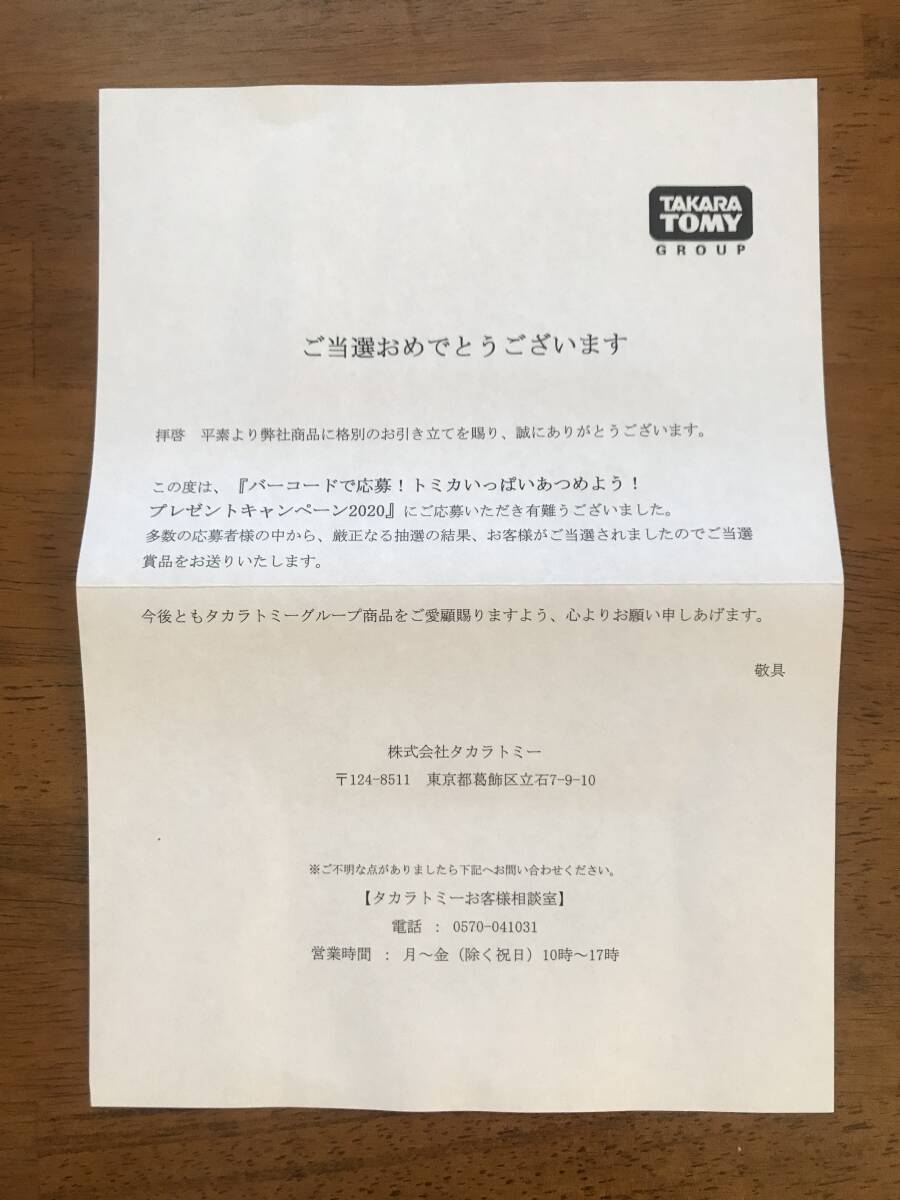 TAKARA
TOMY
GROUP
ご当選おめでとうございます
拝啓　平素より弊社商品に格別のお引き立てを賜り、誠にありがとうございます。
この度は、『バーコードで応募！トミカいっぱいあつめよう！
プレゼントキャンペーン2020』にご応募いただき有難うございました。
多数の応募者様の中から、厳正なる抽選の結果、お客様がご当選されましたのでご当選
賞品をお送りいたします。
今後ともタカラトミーグループ商品をご愛顧賜りますよう、心よりお願い申しあげます。
敬具
株式会社タカラトミー
〒124-8511　東京都葛飾区立石7-9-10
※ご不明な点がありましたら下記へお問い合わせください。
【タカラトミーお客様相談室】
電話　：　0570-041031
営業時間　：　月～金（除く祝日）10時～17時